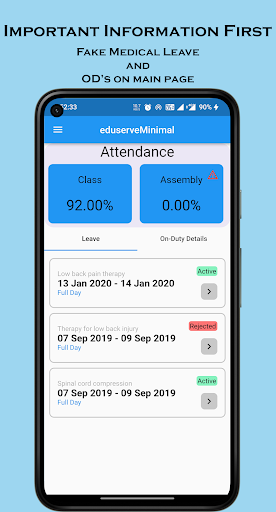 IMPORTANT INFORMATION FIRST
FAKE MEDICAL LEAVE
AND
OD'S ON MAIN PAGE
2:33
90%
eduserveMinimal
Attendance
Class
Assembly
92.00%
0.00%
Leave
On-Duty Details
Low back pain therapy
Active
13 Jan 2020 - 14 Jan 2020
Full Day
Therapy for low back injury
Rejected
07 Sep 2019 - 09 Sep 2019
Full Day
Spinal cord compression
Active
07 Sep 2019 - 09 Sep 2019
Full Day